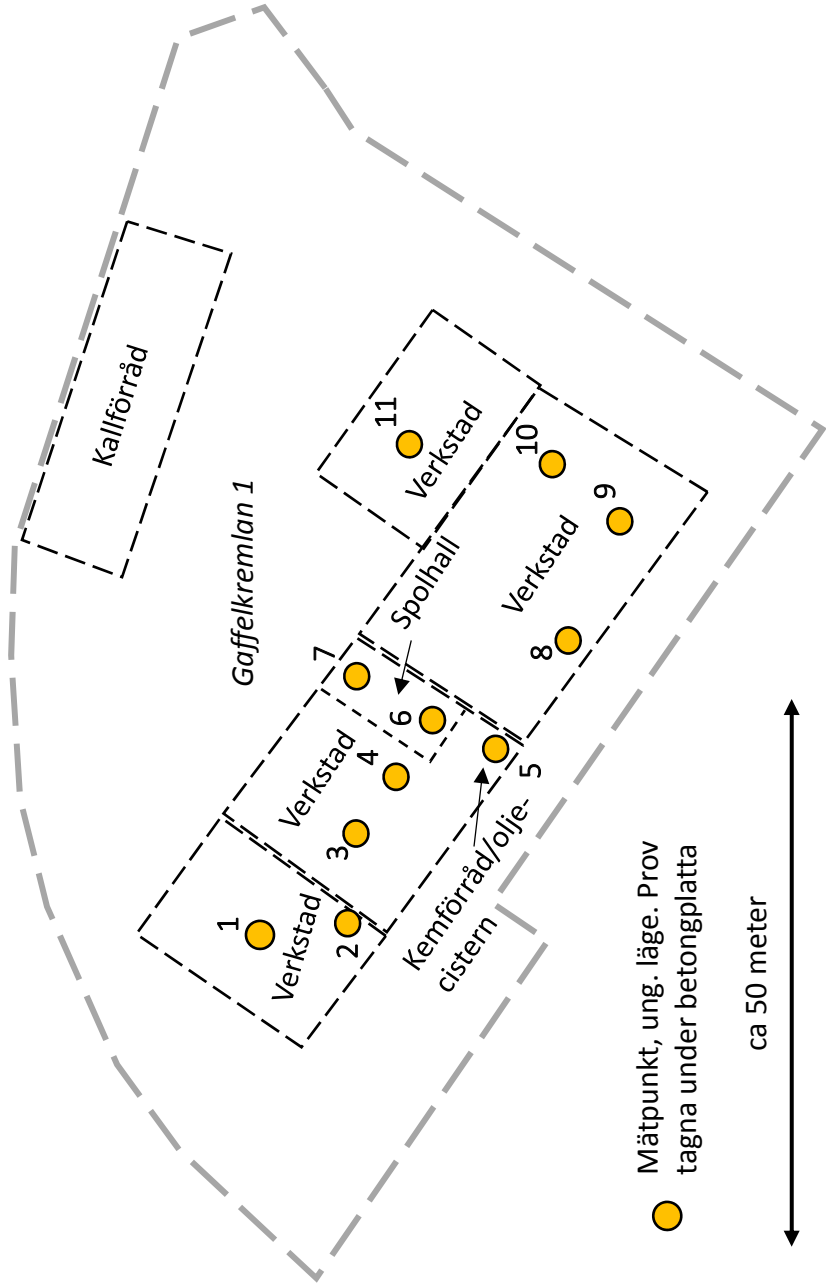 Kallförråd
Gaffelkremlan 1
11
Verkstad
10
9
Verkstad
8
Spolhall
7
6
Verkstad
4
3
5
Kemförråd/olje-
cistern
1
Verkstad
2
Mätpunkt, ung. läge. Prov
tagna under betongplatta
ca 50 meter